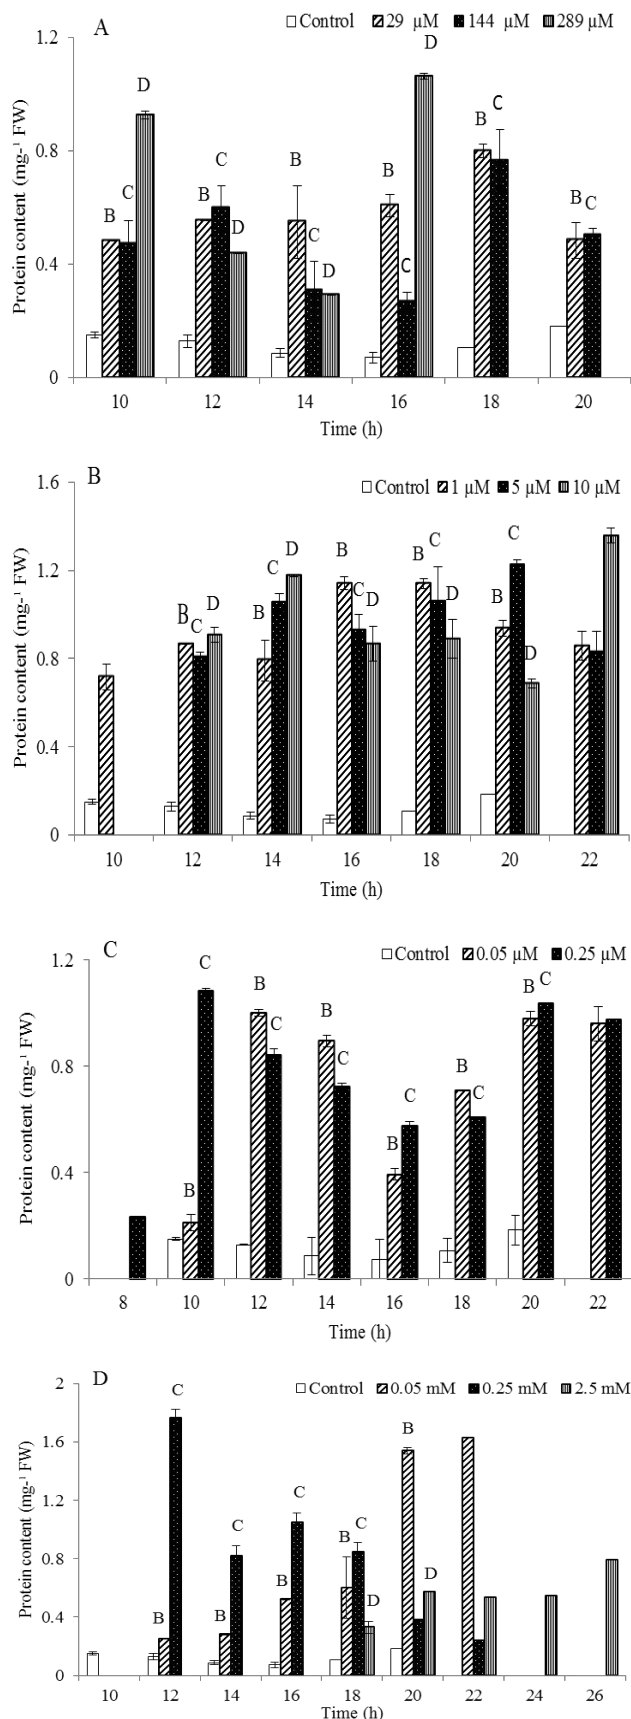 A
Control 29 µM 144 µM 289 µM
Protein content (mg-¹ FW)
1.2
0.8
0.4
0
B C D
B C D
B C D
B C D
B C
B C
10 12 14 16 18 20
Time (h)
B
Control 1 µM 5 µM 10 µM
Protein content (mg-¹ FW)
1.6
1.2
0.8
0.4
0
B C D
B C D
B C D
B C D
B C D
10 12 14 16 18 20 22
Time (h)
C
Control 0.05 µM 0.25 µM
Protein content (mg-¹ FW)
1.2
0.8
0.4
0
B C
B C
B C
B C
B C
B C
8 10 12 14 16 18 20 22
Time (h)
D
Control 0.05 mM 0.25 mM 2.5 mM
Protein content (mg-¹ FW)
2
1.6
1.2
0.8
0.4
0
B C
B C
B C
B C D
B D
10 12 14 16 18 20 22 24 26
Time (h)